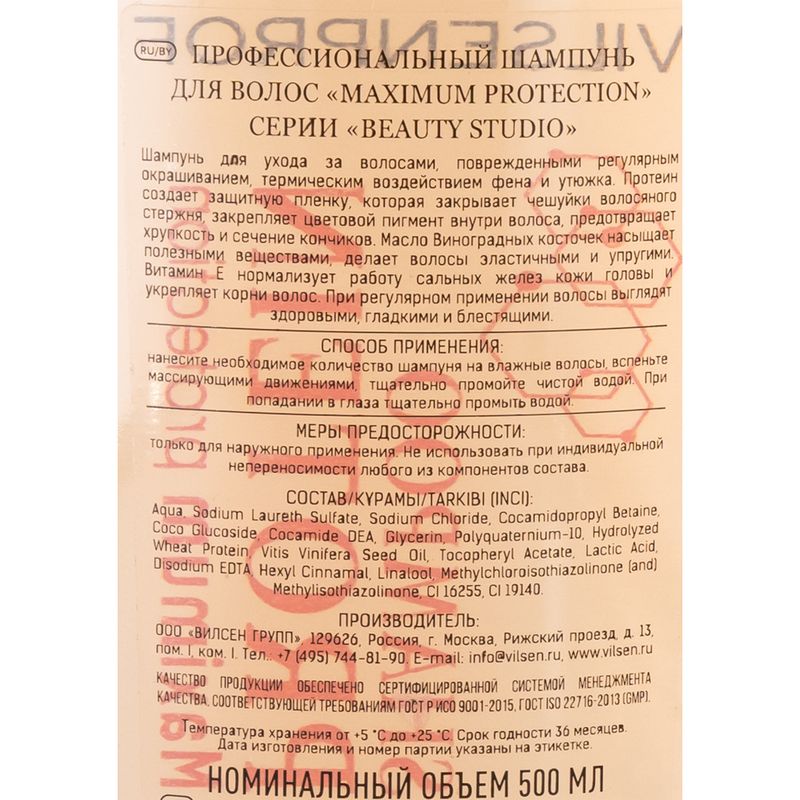 VILSENPROF
RU/BY
ПРОФЕССИОНАЛЬНЫЙ ШАМПУНЬ
ДЛЯ ВОЛОС «MAXIMUM PROTECTION»
СЕРИИ «BEAUTY STUDIO»
Шампунь для ухода за волосами, поврежденными регулярным
окрашиванием, термическим воздействием фена и утюжка. Протеин
создает защитную пленку, которая закрывает чешуйки волосяного
стержня, закрепляет цветовой пигмент внутри волоса, предотвращает
хрупкость и сечение кончиков. Масло Виноградных косточек насыщает
полезными веществами, делает волосы эластичными и упругими.
Витамин Е нормализует работу сальных желез кожи головы и
укрепляет корни волос. При регулярном применении волосы выглядят
здоровыми, гладкими и блестящими.
СПОСОБ ПРИМЕНЕНИЯ:
нанесите необходимое количество шампуня на влажные волосы, вспеньте
массирующими движениями, тщательно промойте чистой водой. При
попадании в глаза тщательно промыть водой.
МЕРЫ ПРЕДОСТОРОЖНОСТИ:
только для наружного применения. Не использовать при индивидуальной
непереносимости любого из компонентов состава.
СОСТАВ/ҚҰРАМЫ/TARKIBI (INCI):
Aqua, Sodium Laureth Sulfate, Sodium Chloride, Cocamidopropyl Betaine,
Coco Glucoside, Cocamide DEA, Glycerin, Polyquaternium-10, Hydrolyzed
Wheat Protein, Vitis Vinifera Seed Oil, Tocopheryl Acetate, Lactic Acid,
Disodium EDTA, Hexyl Cinnamal, Linalool, Methylchloroisothiazolinone (and)
Methylisothiazolinone, CI 16255, CI 19140.
ПРОИЗВОДИТЕЛЬ:
ООО «ВИЛСЕН ГРУПП», 129626, Россия, г. Москва, Рижский проезд, д. 13,
пом. I, ком. I. Тел.: +7 (495) 744-81-90. E-mail: info@vilsen.ru, www.vilsen.ru
КАЧЕСТВО ПРОДУКЦИИ ОБЕСПЕЧЕНО СЕРТИФИЦИРОВАННОЙ СИСТЕМОЙ МЕНЕДЖМЕНТА
КАЧЕСТВА, СООТВЕТСТВУЮЩЕЙ ТРЕБОВАНИЯМ ГОСТ Р ИСО 9001-2015, ГОСТ ISO 22716-2013 (GMP).
Температура хранения от +5 °С до +25 °С. Срок годности 36 месяцев.
Дата изготовления и номер партии указаны на этикетке.
НОМИНАЛЬНЫЙ ОБЪЕМ 500 МЛ
Maximum protection
PROTEIN